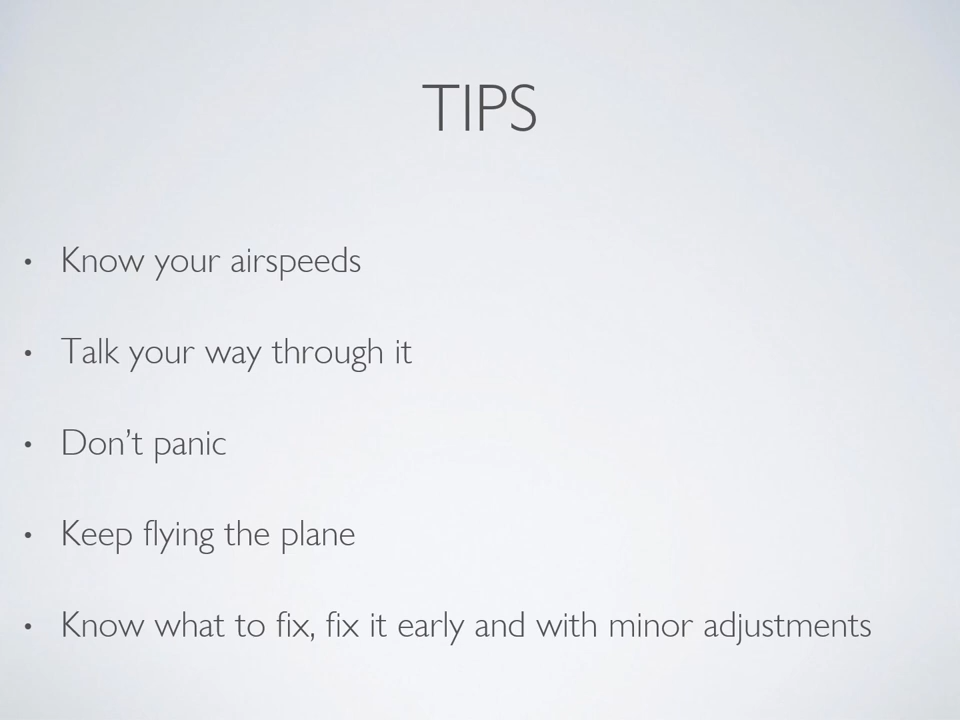 TIPS
• Know your airspeeds
• Talk your way through it
• Don’t panic
• Keep flying the plane
• Know what to fix, fix it early and with minor adjustments